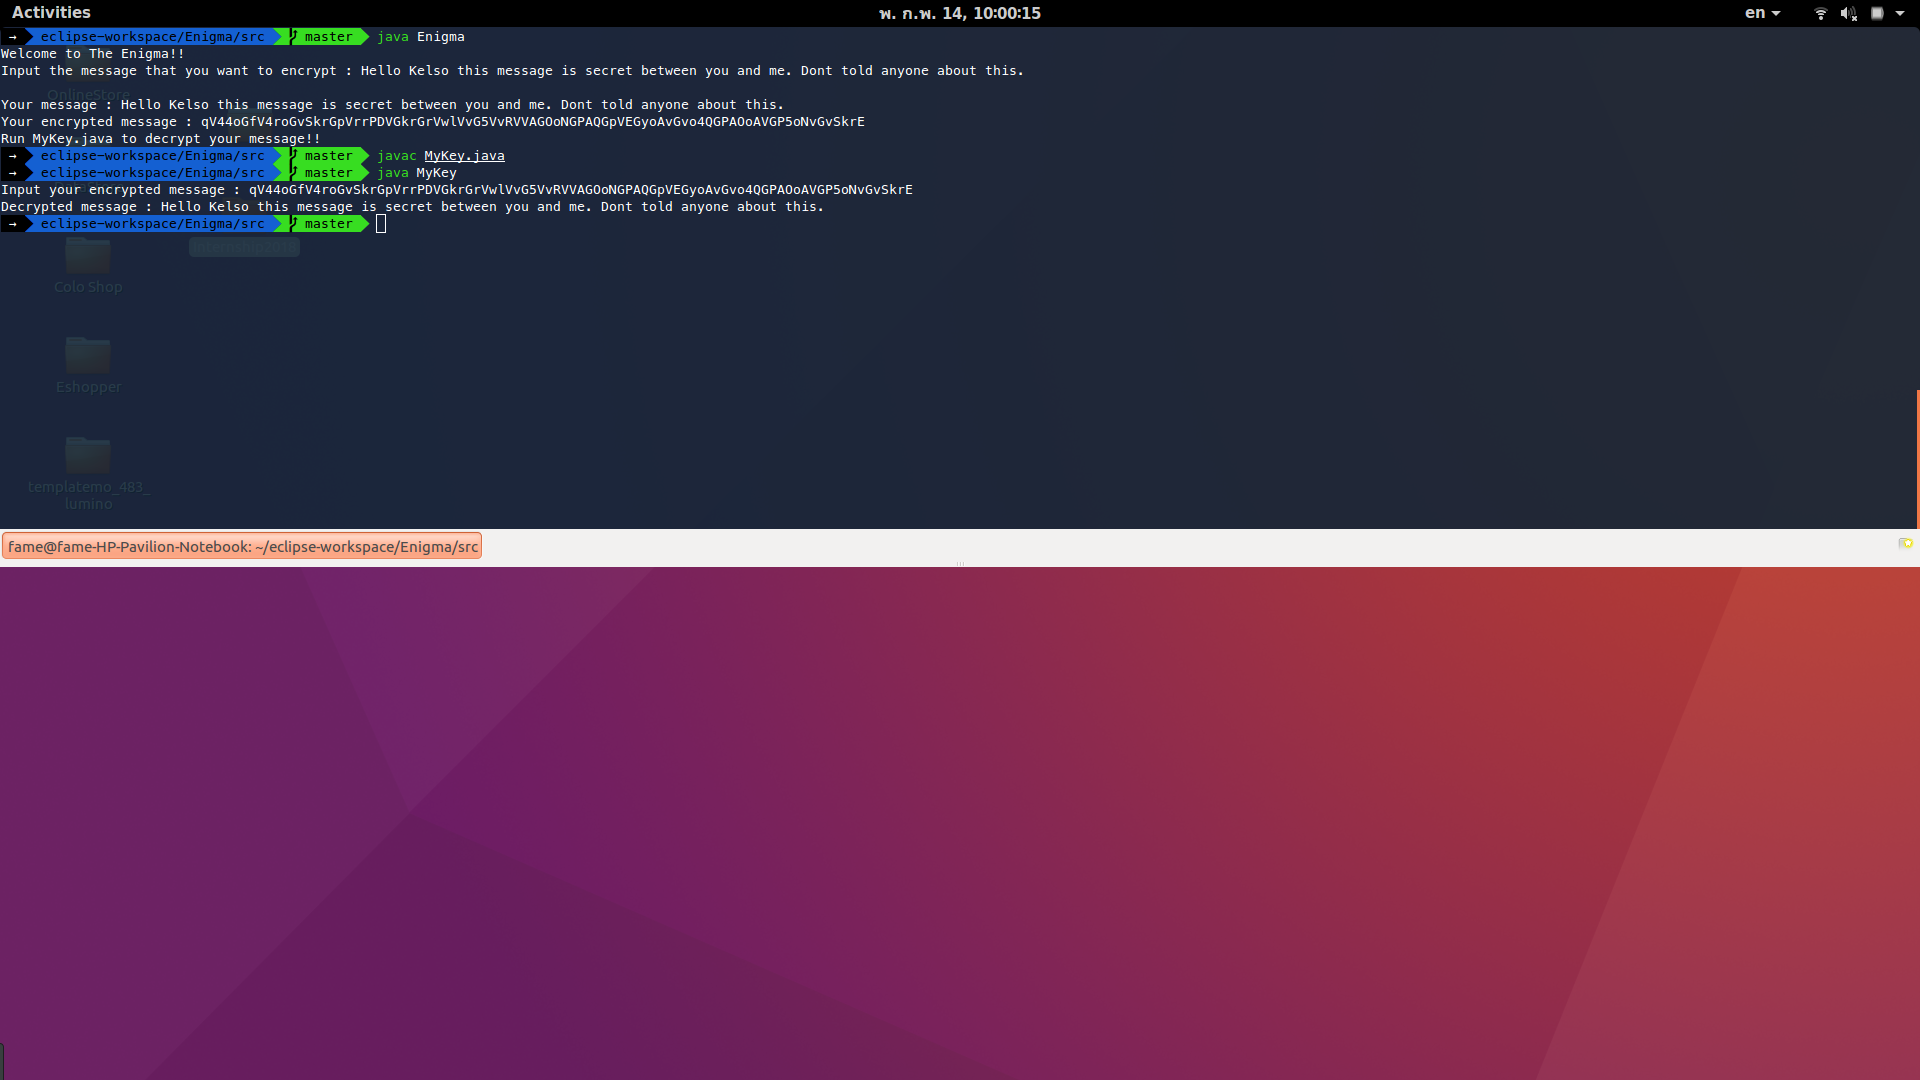 Activities
พ. ก.พ. 14, 10:00:15
en
→ eclipse-workspace/Enigma/src master java Enigma
Welcome to The Enigma!!
Input the message that you want to encrypt : Hello Kelso this message is secret between you and me. Dont told anyone about this.
OnlineStore
Your message : Hello Kelso this message is secret between you and me. Dont told anyone about this.
Your encrypted message : qV44oGfV4roGvSkrGpVrrPDVGkrGrVwlVvG5VvRVVAGOoNGPAQGpVEGyoAvGvo4QGPAOoAVGP5oNvGvSkrE
Run MyKey.java to decrypt your message!!
→ eclipse-workspace/Enigma/src master javac MyKey.java
→ eclipse-workspace/Enigma/src master java MyKey
Input your encrypted message : qV44oGfV4roGvSkrGpVrrPDVGkrGrVwlVvG5VvRVVAGOoNGPAQGpVEGyoAvGvo4QGPAOoAVGP5oNvGvSkrE
Decrypted message : Hello Kelso this message is secret between you and me. Dont told anyone about this.
→ eclipse-workspace/Enigma/src master
Colo Shop
Eshopper
templatemo_483_
lumino
fame@fame-HP-Pavilion-Notebook: ~/eclipse-workspace/Enigma/src